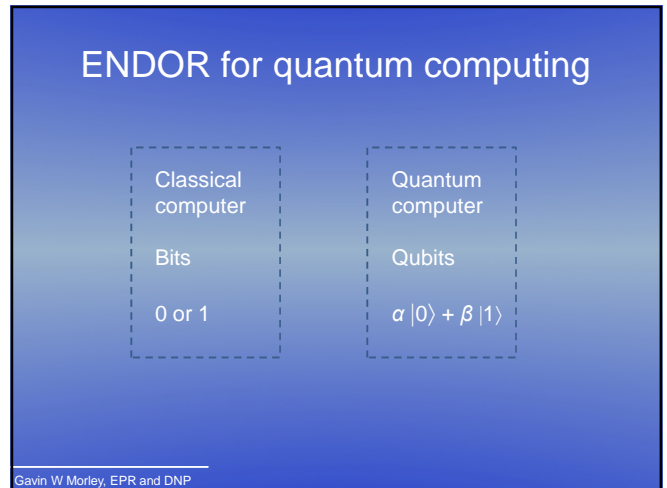 ENDOR for quantum computing
Classical
computer
Bits
0 or 1
Quantum
computer
Qubits
α |0⟩ + β |1⟩
Gavin W Morley, EPR and DNP